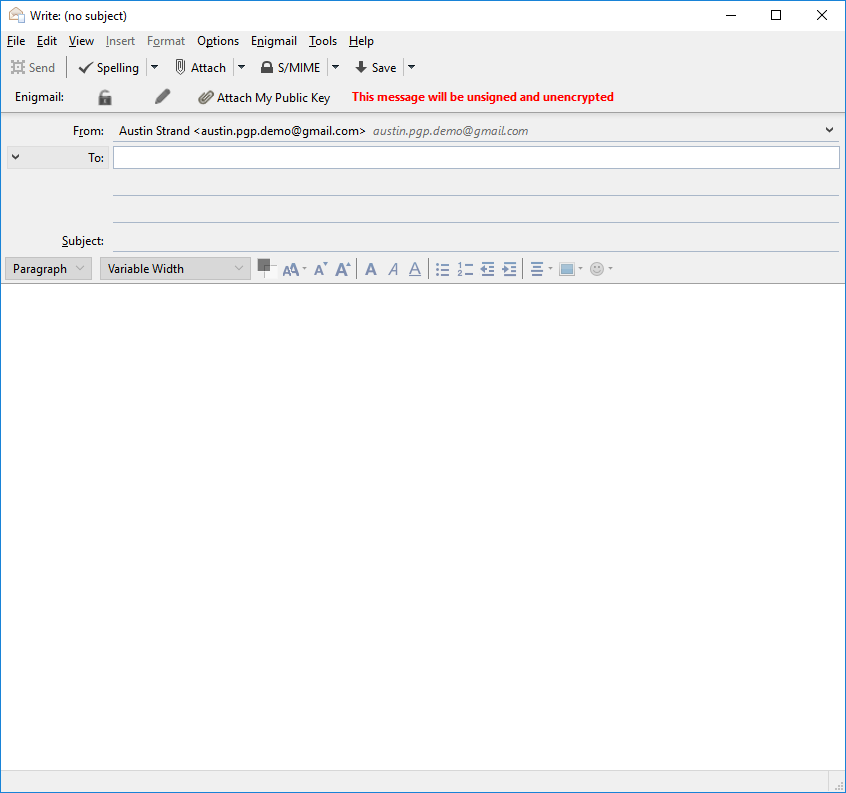 Write: (no subject)
File Edit View Insert Format Options Enigmail Tools Help
Send Spelling Attach S/MIME Save
Enigmail: Attach My Public Key This message will be unsigned and unencrypted
From: Austin Strand <austin.pgp.demo@gmail.com> austin.pgp.demo@gmail.com
To:
Subject:
Paragraph Variable Width